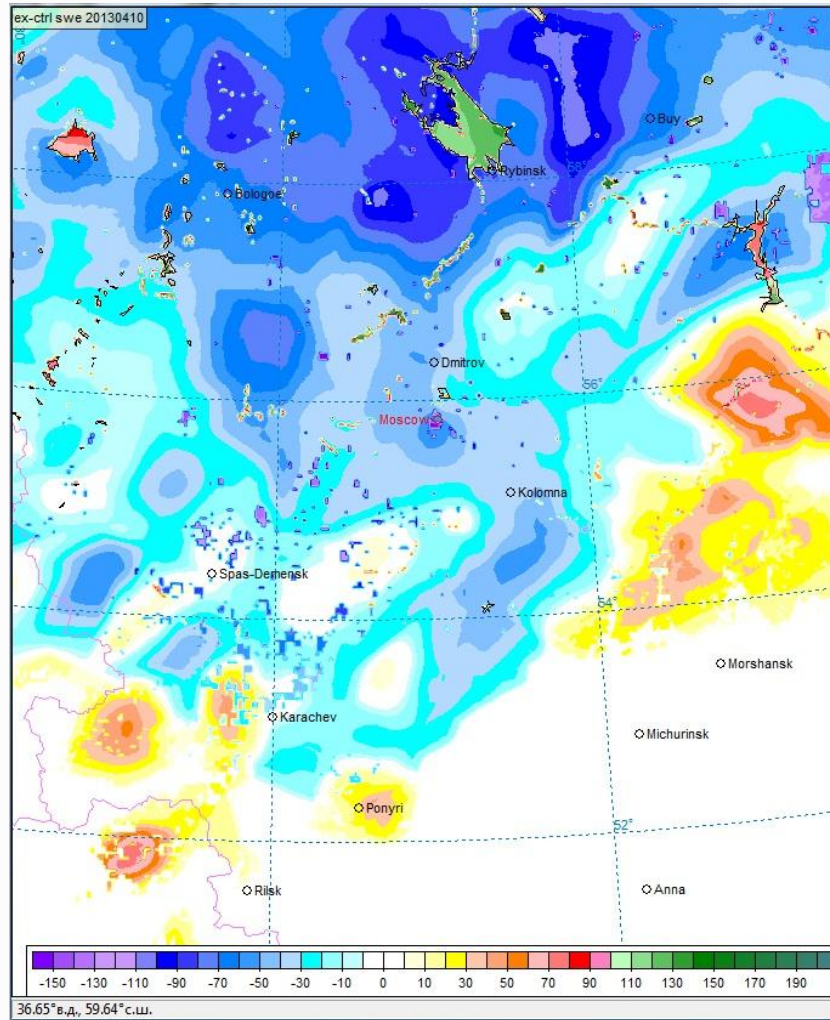 ex-ctrl swe 20130410
30°
Buy
Rybinsk
58°
Bologoe
Dmitrov
56°
Moscow
Kolomna
Spas-Demensk
54°
Morshansk
Karachev
Michurinsk
Ponyri
52°
Rilsk
Anna
-150 -130 -110 -90 -70 -50 -30 -10 0 10 30 50 70 90 110 130 150 170 190
36.65°в.д., 59.64°с.ш.